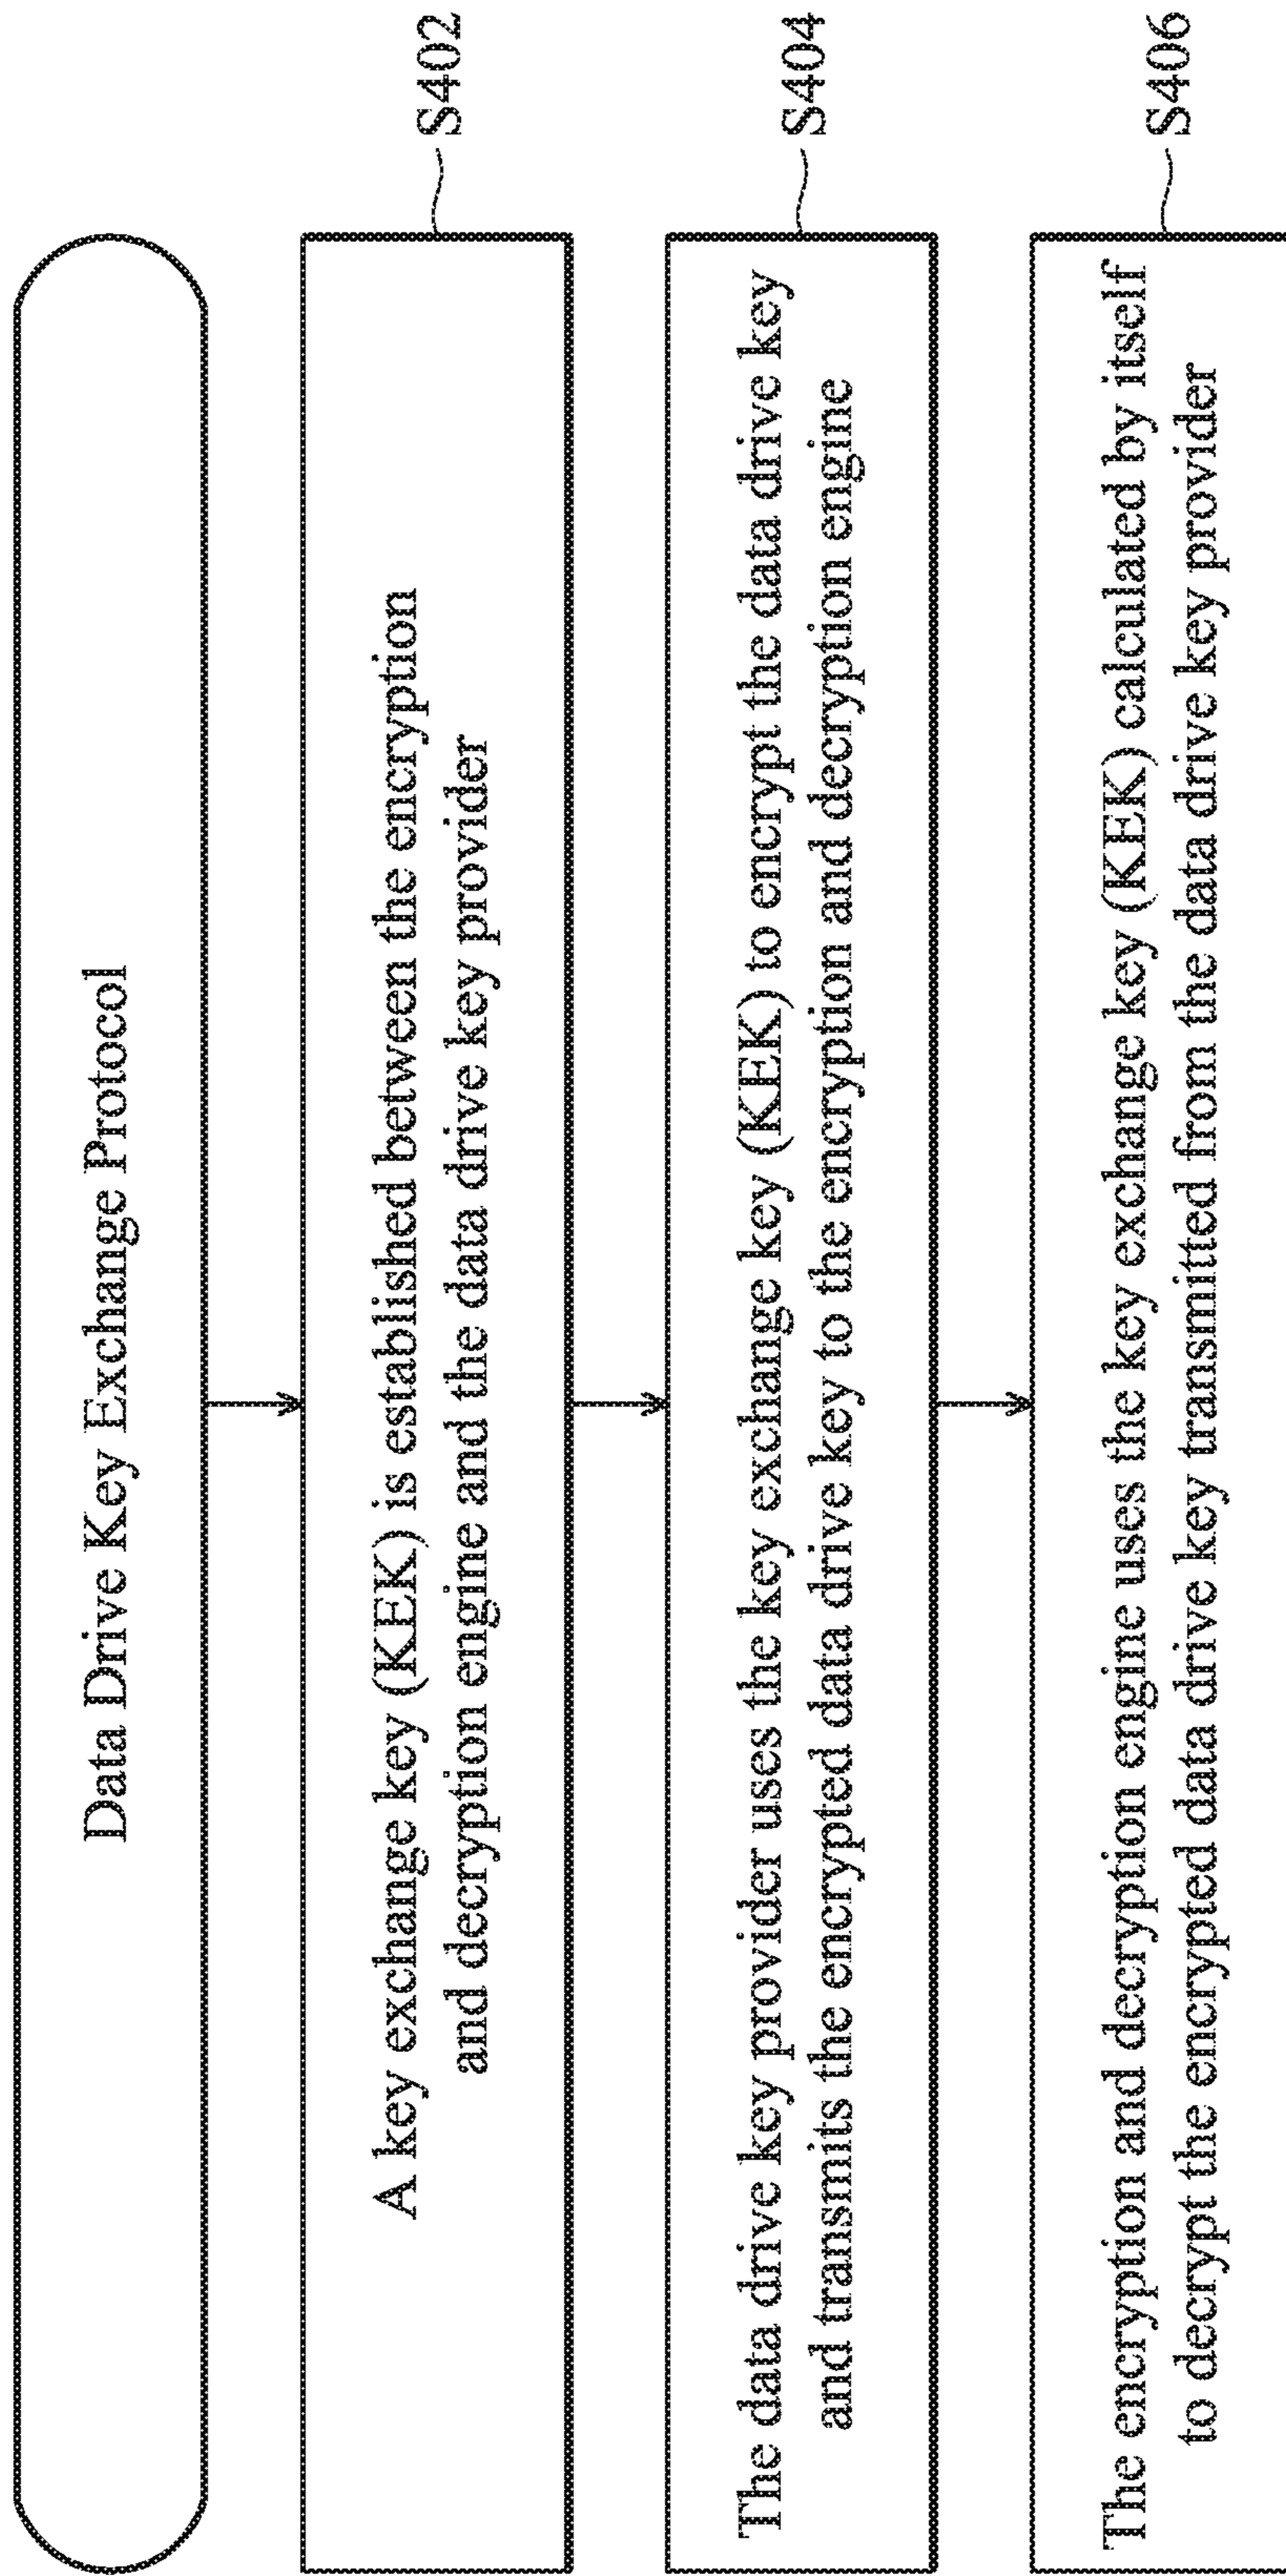 Data Drive Key Exchange Protocol
A key exchange key (KEK) is established between the encryption
and decryption engine and the data drive key provider
S402
The data drive key provider uses the key exchange key (KEK) to encrypt the data drive key
and transmits the encrypted data drive key to the encryption and decryption engine
S404
The encryption and decryption engine uses the key exchange key (KEK) calculated by itself
to decrypt the encrypted data drive key transmitted from the data drive key provider
S406